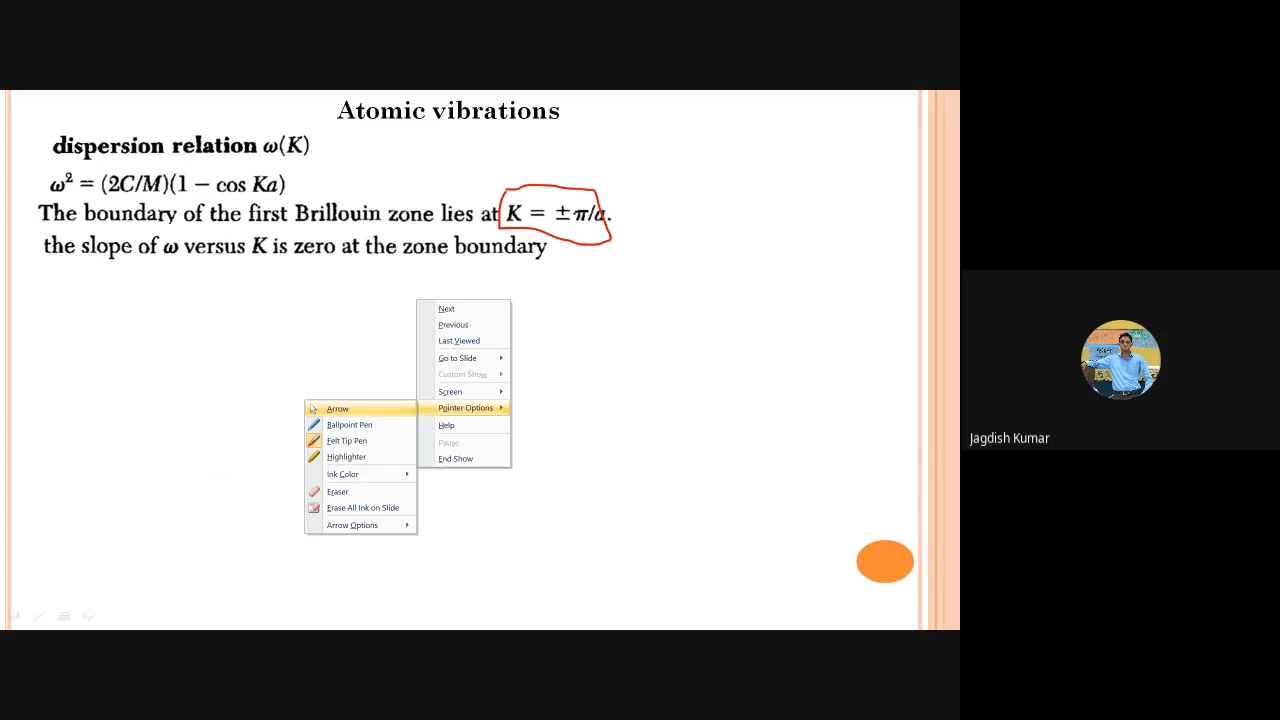 Atomic vibrations
dispersion relation ω(K)
ω² = (2C/M)(1 − cos Ka)
The boundary of the first Brillouin zone lies at K = ±π/a.
the slope of ω versus K is zero at the zone boundary
Next
Previous
Last Viewed
Go to Slide
Custom Show
Screen
Pointer Options
Help
Pause
End Show
Arrow
Ballpoint Pen
Felt Tip Pen
Highlighter
Ink Color
Eraser
Erase All Ink on Slide
Arrow Options
Jagdish Kumar